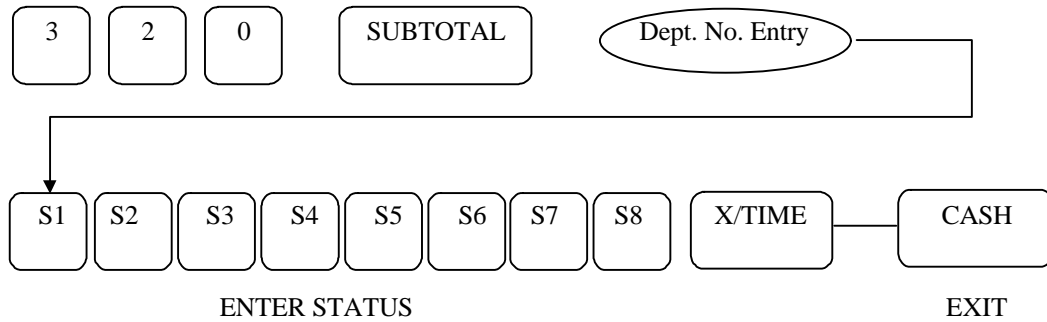 3 2 0 SUBTOTAL Dept. No. Entry
S1 S2 S3 S4 S5 S6 S7 S8 X/TIME CASH
ENTER STATUS EXIT